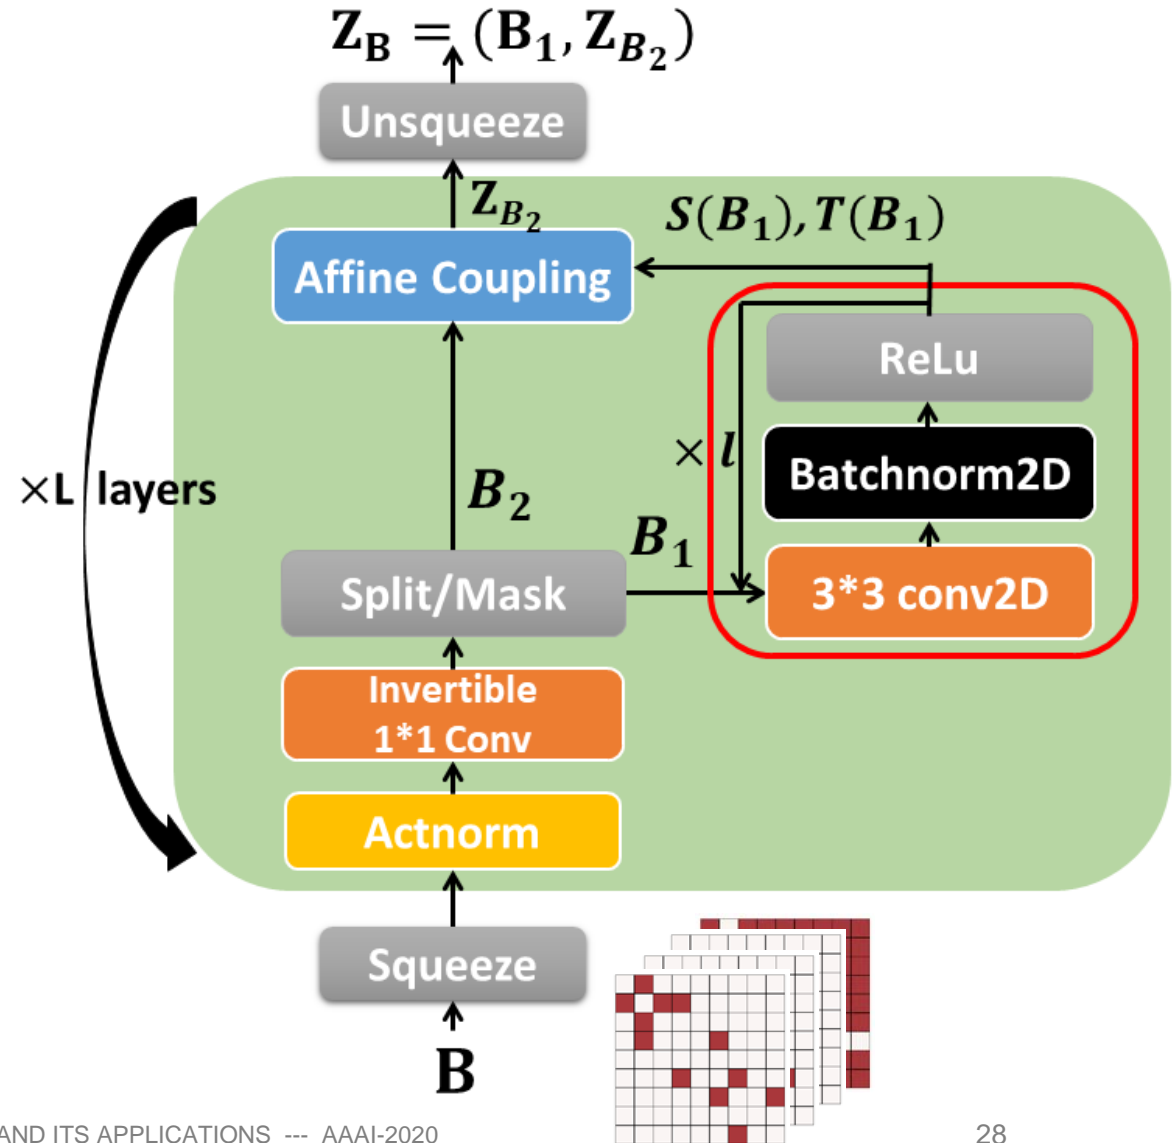 Z_B = (B_1, Z_{B_2})
Unsqueeze
Z_{B_2}
S(B_1), T(B_1)
Affine Coupling
ReLu
× l
Batchnorm2D
×L layers
B_2
B_1
Split/Mask
3*3 conv2D
Invertible
1*1 Conv
Actnorm
Squeeze
B
AND ITS APPLICATIONS --- AAAI-2020
28